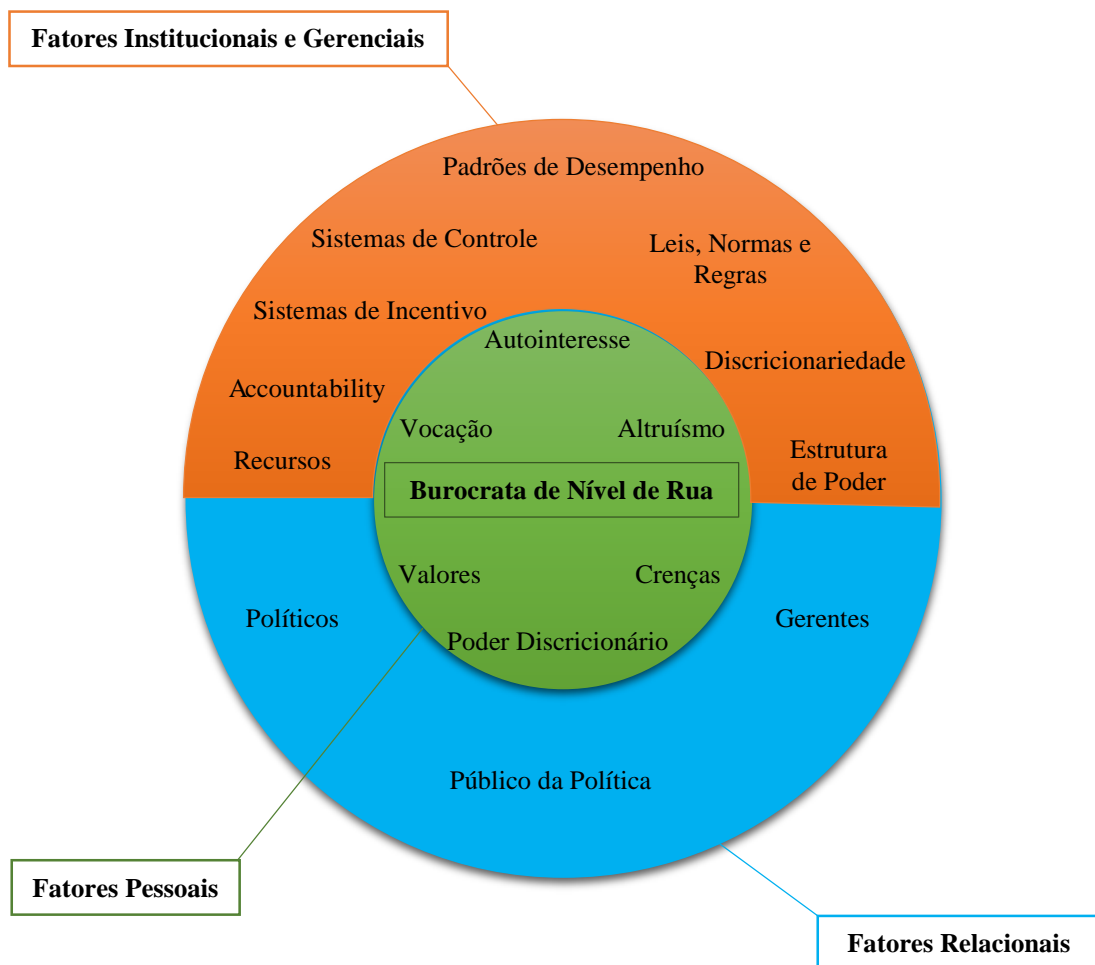 Fatores Institucionais e Gerenciais
Padrões de Desempenho
Sistemas de Controle
Leis, Normas e
Regras
Sistemas de Incentivo
Autointeresse
Discricionariedade
Accountability
Vocação
Altruísmo
Recursos
Estrutura
de Poder
Burocrata de Nível de Rua
Valores
Crenças
Políticos
Gerentes
Poder Discricionário
Público da Política
Fatores Pessoais
Fatores Relacionais